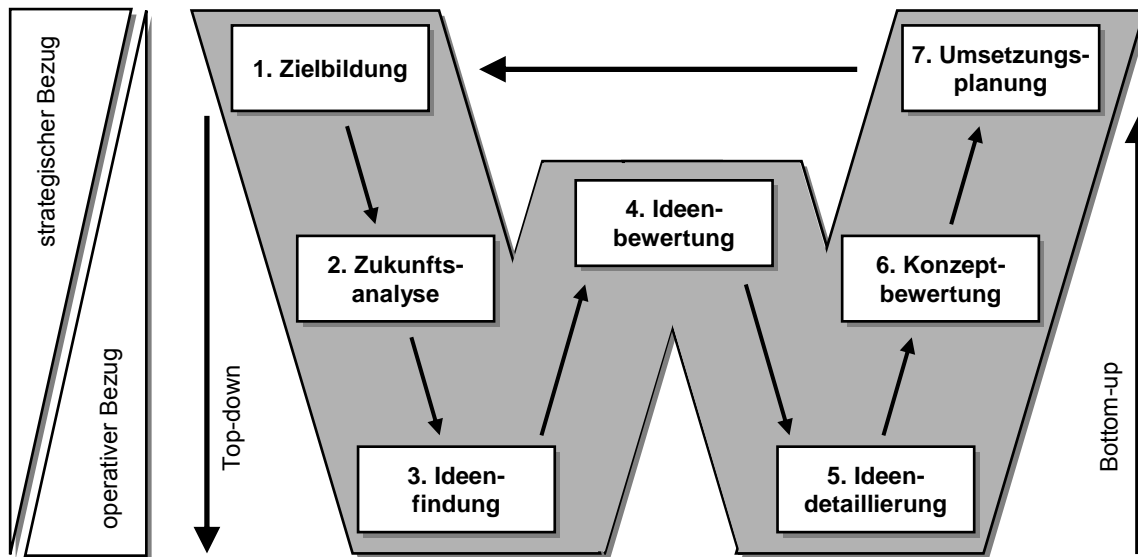 strategischer Bezug
operativer Bezug
Top-down
1. Zielbildung
2. Zukunfts-
analyse
3. Ideen-
findung
4. Ideen-
bewertung
5. Ideen-
detaillierung
6. Konzept-
bewertung
7. Umsetzungs-
planung
Bottom-up